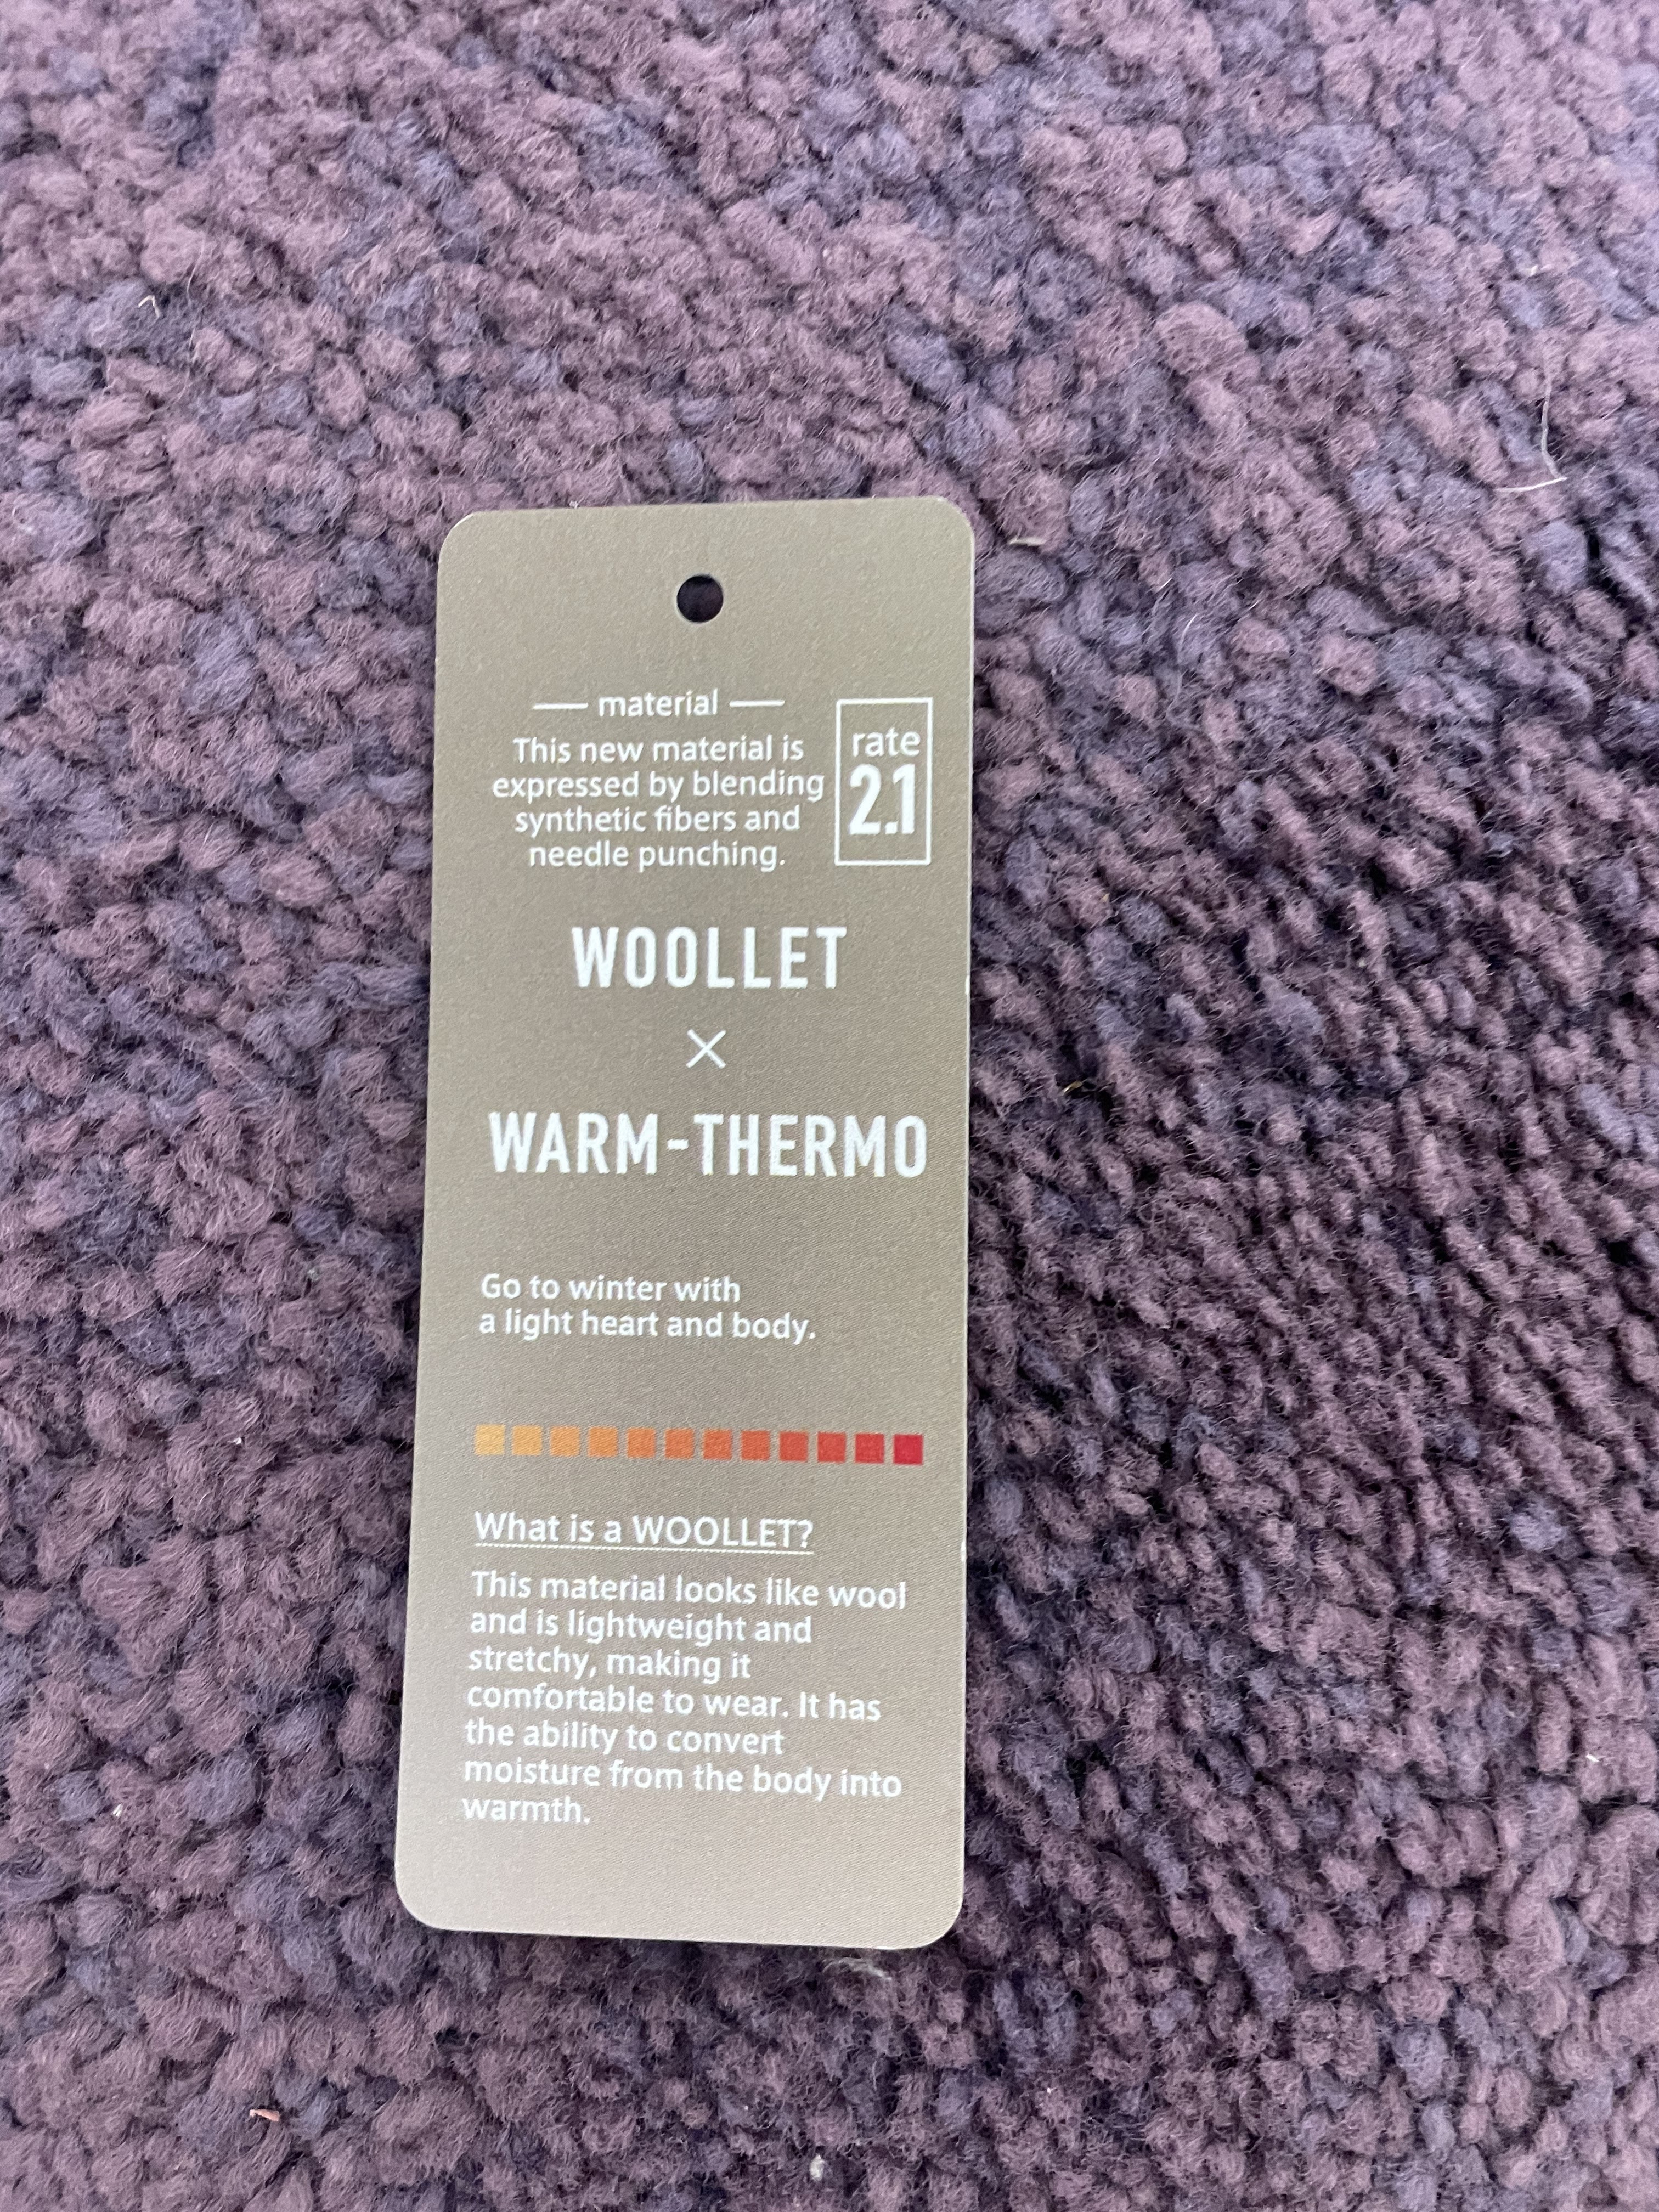 material
This new material is
expressed by blending
synthetic fibers and
needle punching.
rate
2.1
WOOLLET
×
WARM-THERMO
Go to winter with
a light heart and body.
What is a WOOLLET?
This material looks like wool
and is lightweight and
stretchy, making it
comfortable to wear. It has
the ability to convert
moisture from the body into
warmth.